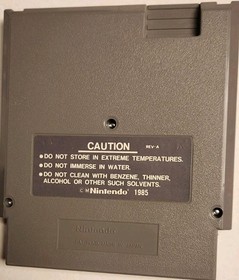 CAUTION REV-A
● DO NOT STORE IN EXTREME TEMPERATURES.
● DO NOT IMMERSE IN WATER.
● DO NOT CLEAN WITH BENZENE, THINNER,
ALCOHOL OR OTHER SUCH SOLVENTS.
© Nintendo 1985
Nintendo